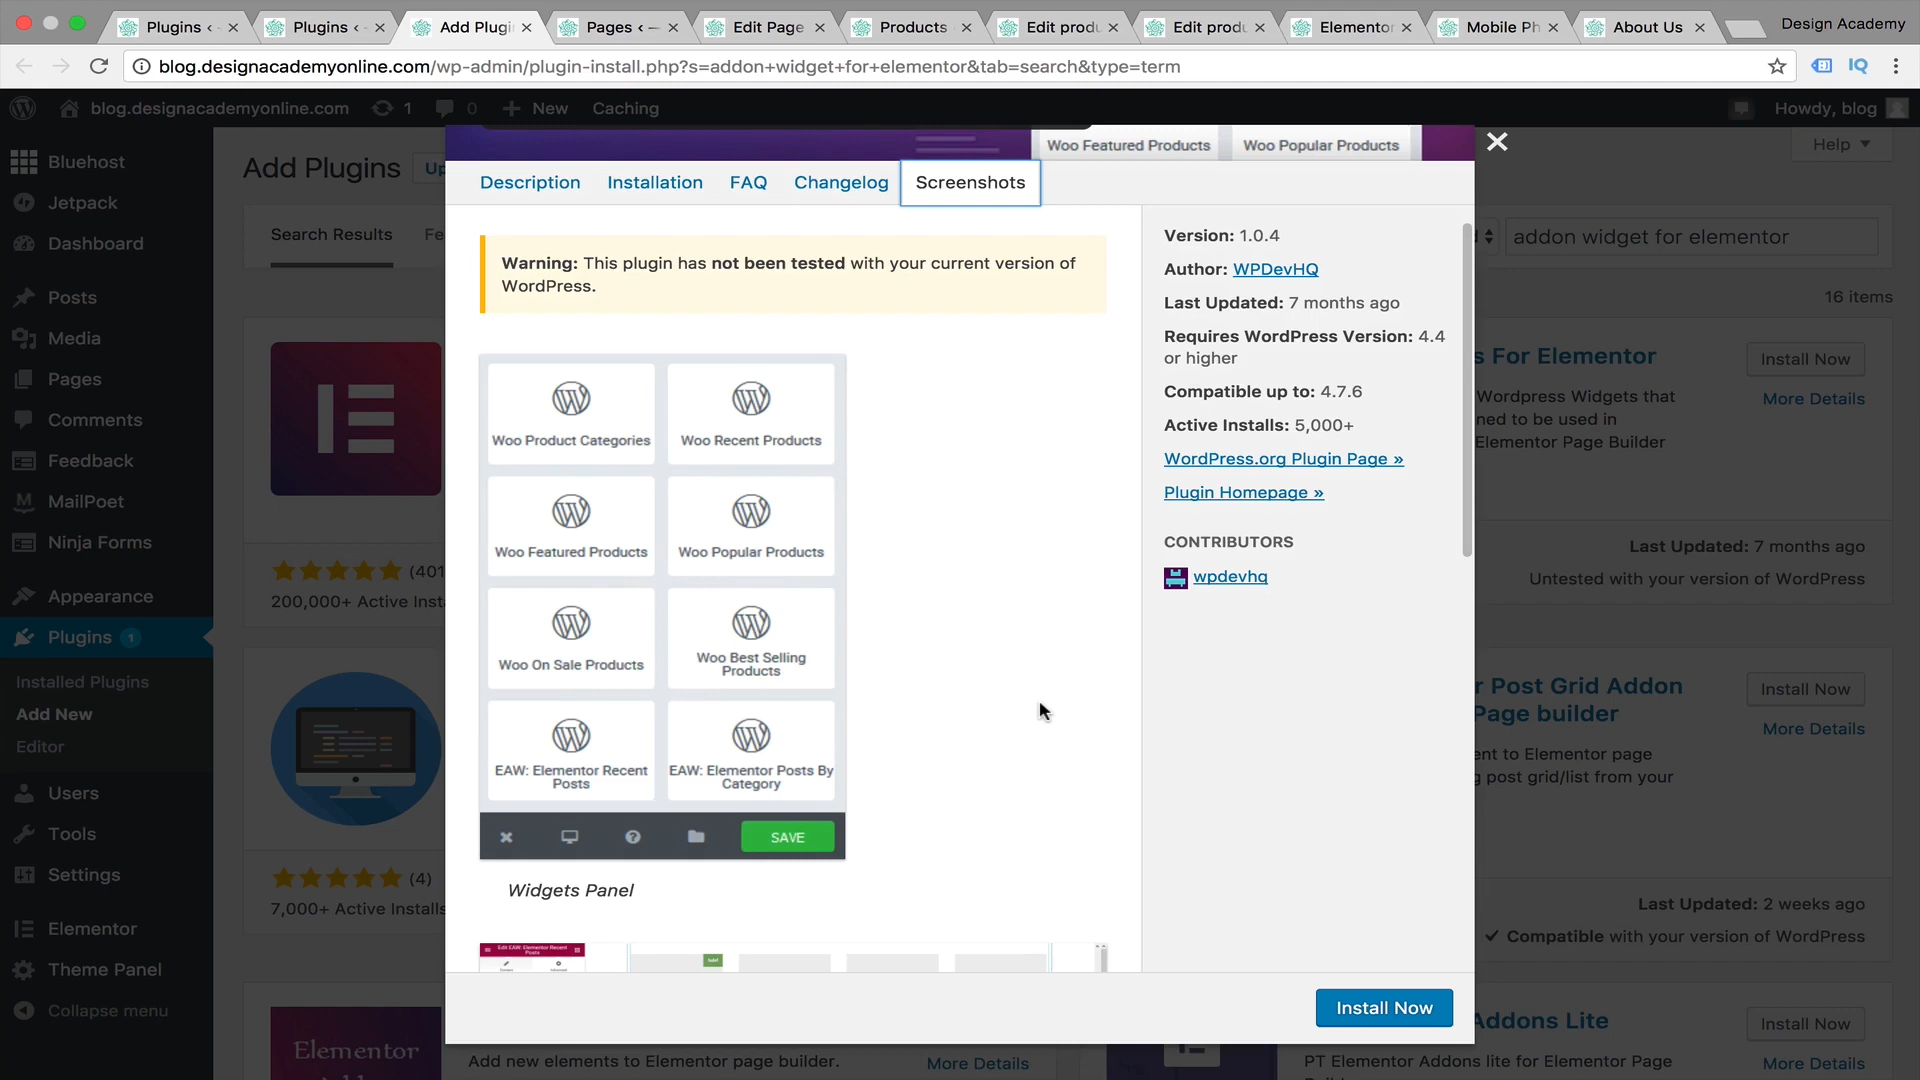 Plugins ‹ -
Plugins ‹ -
Add Plugi
Pages ‹ —
Edit Page
Products
Edit produ
Edit produ
Elementor
Mobile Ph
About Us
Design Academy
blog.designacademyonline.com/wp-admin/plugin-install.php?s=addon+widget+for+elementor&tab=search&type=term
blog.designacademyonline.com
1
0
New
Caching
Howdy, blog
Bluehost
Jetpack
Dashboard
Posts
Media
Pages
Comments
Feedback
MailPoet
Ninja Forms
Appearance
Plugins 1
Installed Plugins
Add New
Editor
Users
Tools
Settings
Elementor
Theme Panel
Collapse menu
Add Plugins
Up
Help
Search Results
Fe
addon widget for elementor
16 items
(401
200,000+ Active Insta
(4)
7,000+ Active Installs
Elementor
Add new elements to Elementor page builder.
More Details
Woo Featured Products
Woo Popular Products
Description
Installation
FAQ
Changelog
Screenshots
Warning: This plugin has not been tested with your current version of
WordPress.
Woo Product Categories
Woo Recent Products
Woo Featured Products
Woo Popular Products
Woo On Sale Products
Woo Best Selling
Products
EAW: Elementor Recent
Posts
EAW: Elementor Posts By
Category
SAVE
Widgets Panel
Edit EAW: Elementor Recent
Posts
Version: 1.0.4
Author: WPDevHQ
Last Updated: 7 months ago
Requires WordPress Version: 4.4
or higher
Compatible up to: 4.7.6
Active Installs: 5,000+
WordPress.org Plugin Page »
Plugin Homepage »
CONTRIBUTORS
wpdevhq
Install Now
s For Elementor
Install Now
More Details
Wordpress Widgets that
ned to be used in
Elementor Page Builder
Last Updated: 7 months ago
Untested with your version of WordPress
r Post Grid Addon
Page builder
Install Now
More Details
ent to Elementor page
g post grid/list from your
Last Updated: 2 weeks ago
Compatible with your version of WordPress
Addons Lite
Install Now
PT Elementor Addons lite for Elementor Page
More Details